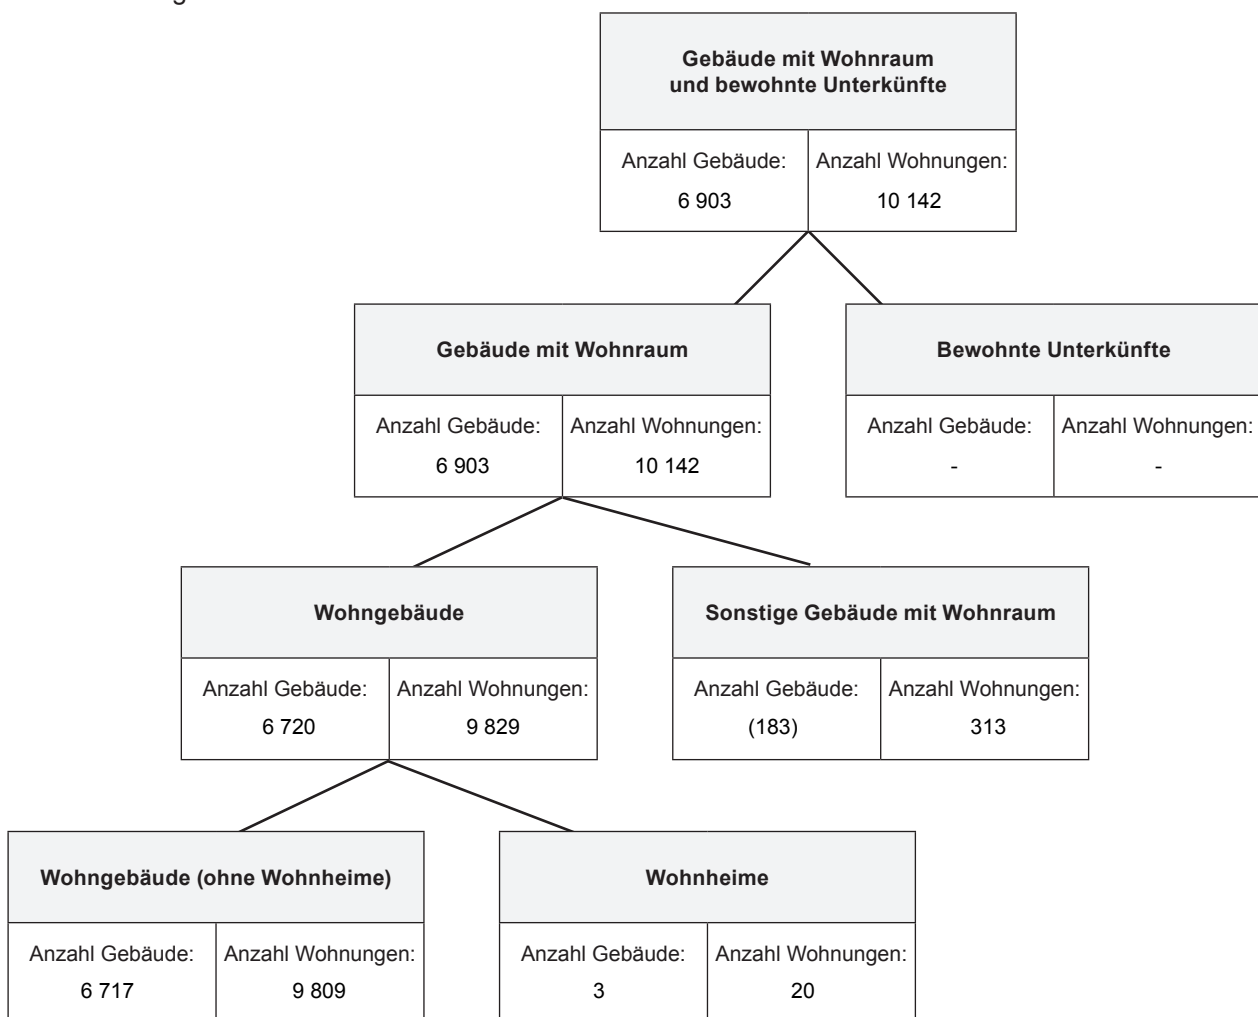 Gebäude mit Wohnraum
und bewohnte Unterkünfte
Anzahl Gebäude: Anzahl Wohnungen:
6 903 10 142
Gebäude mit Wohnraum
Anzahl Gebäude: Anzahl Wohnungen:
6 903 10 142
Bewohnte Unterkünfte
Anzahl Gebäude: Anzahl Wohnungen:
- -
Wohngebäude
Anzahl Gebäude: Anzahl Wohnungen:
6 720 9 829
Sonstige Gebäude mit Wohnraum
Anzahl Gebäude: Anzahl Wohnungen:
(183) 313
Wohngebäude (ohne Wohnheime)
Anzahl Gebäude: Anzahl Wohnungen:
6 717 9 809
Wohnheime
Anzahl Gebäude: Anzahl Wohnungen:
3 20